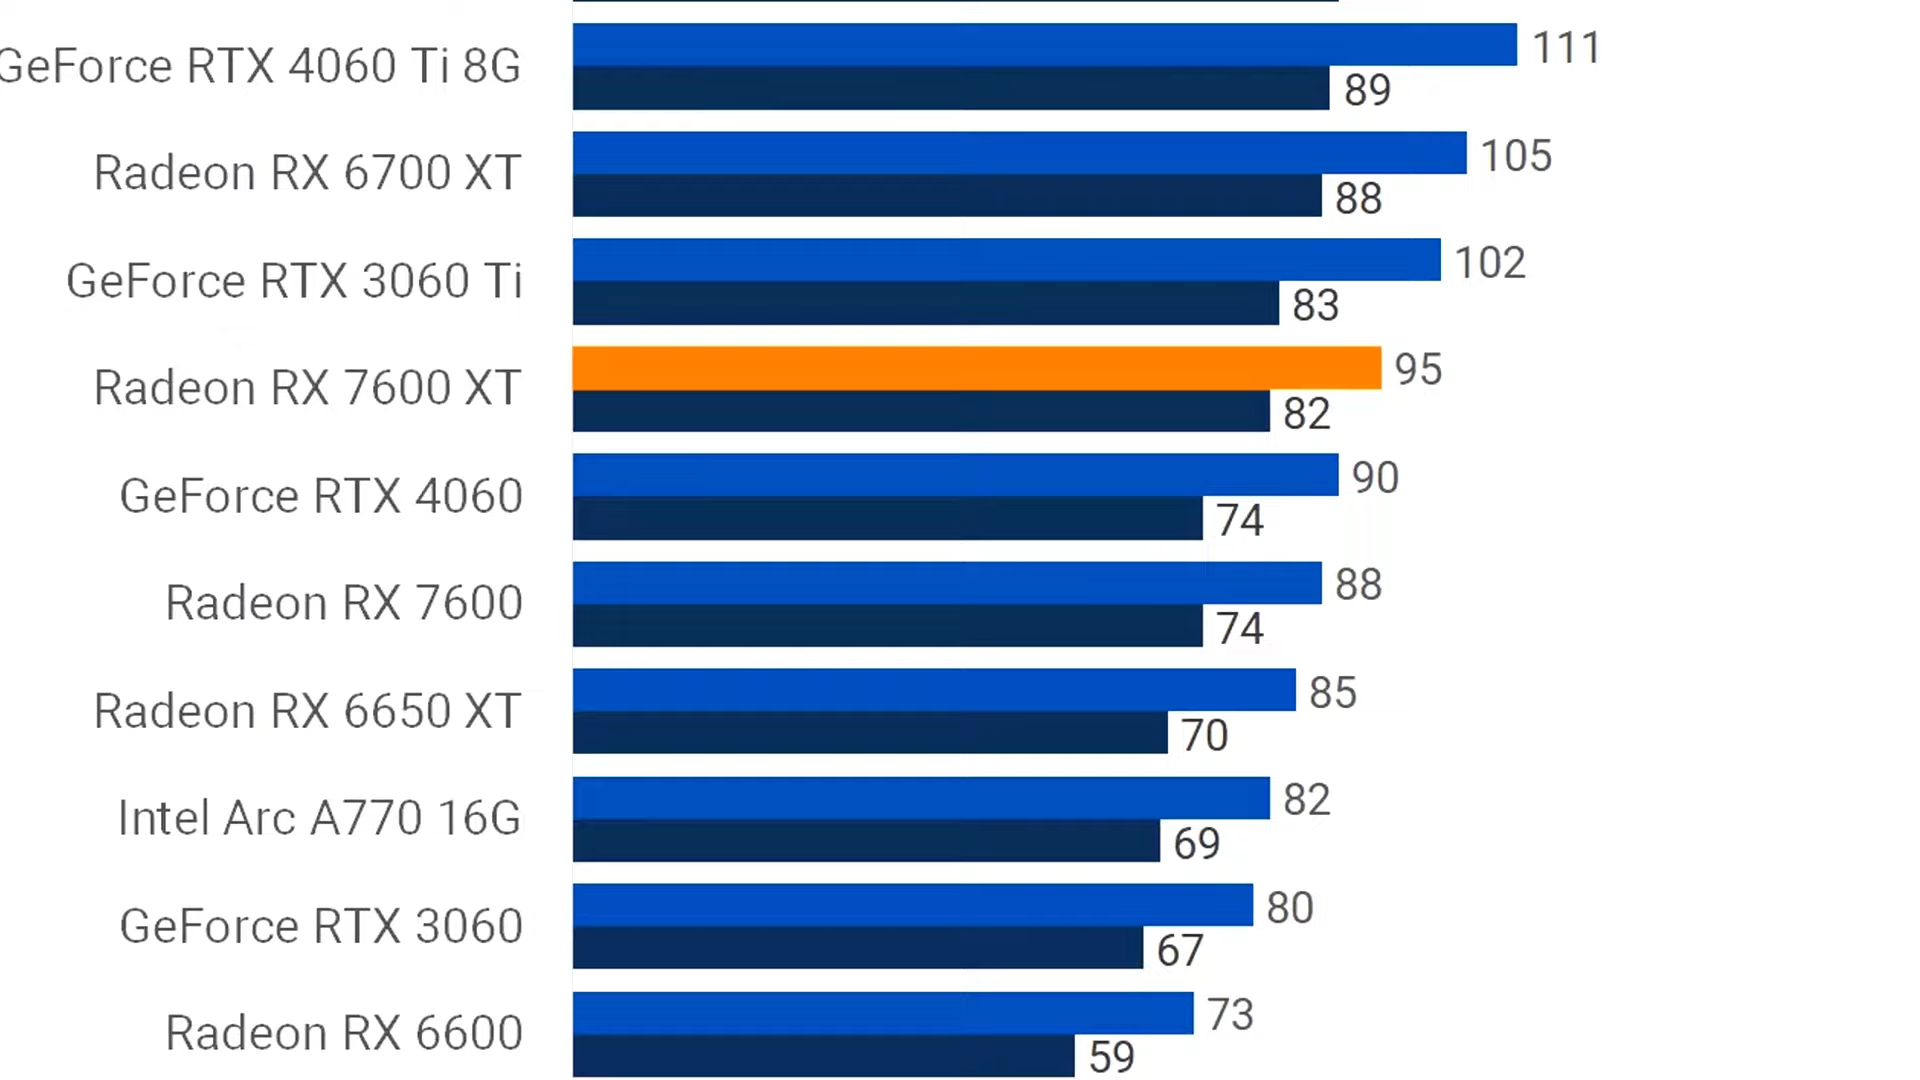 GeForce RTX 4060 Ti 8G
111
89
Radeon RX 6700 XT
105
88
GeForce RTX 3060 Ti
102
83
Radeon RX 7600 XT
95
82
GeForce RTX 4060
90
74
Radeon RX 7600
88
74
Radeon RX 6650 XT
85
70
Intel Arc A770 16G
82
69
GeForce RTX 3060
80
67
Radeon RX 6600
73
59